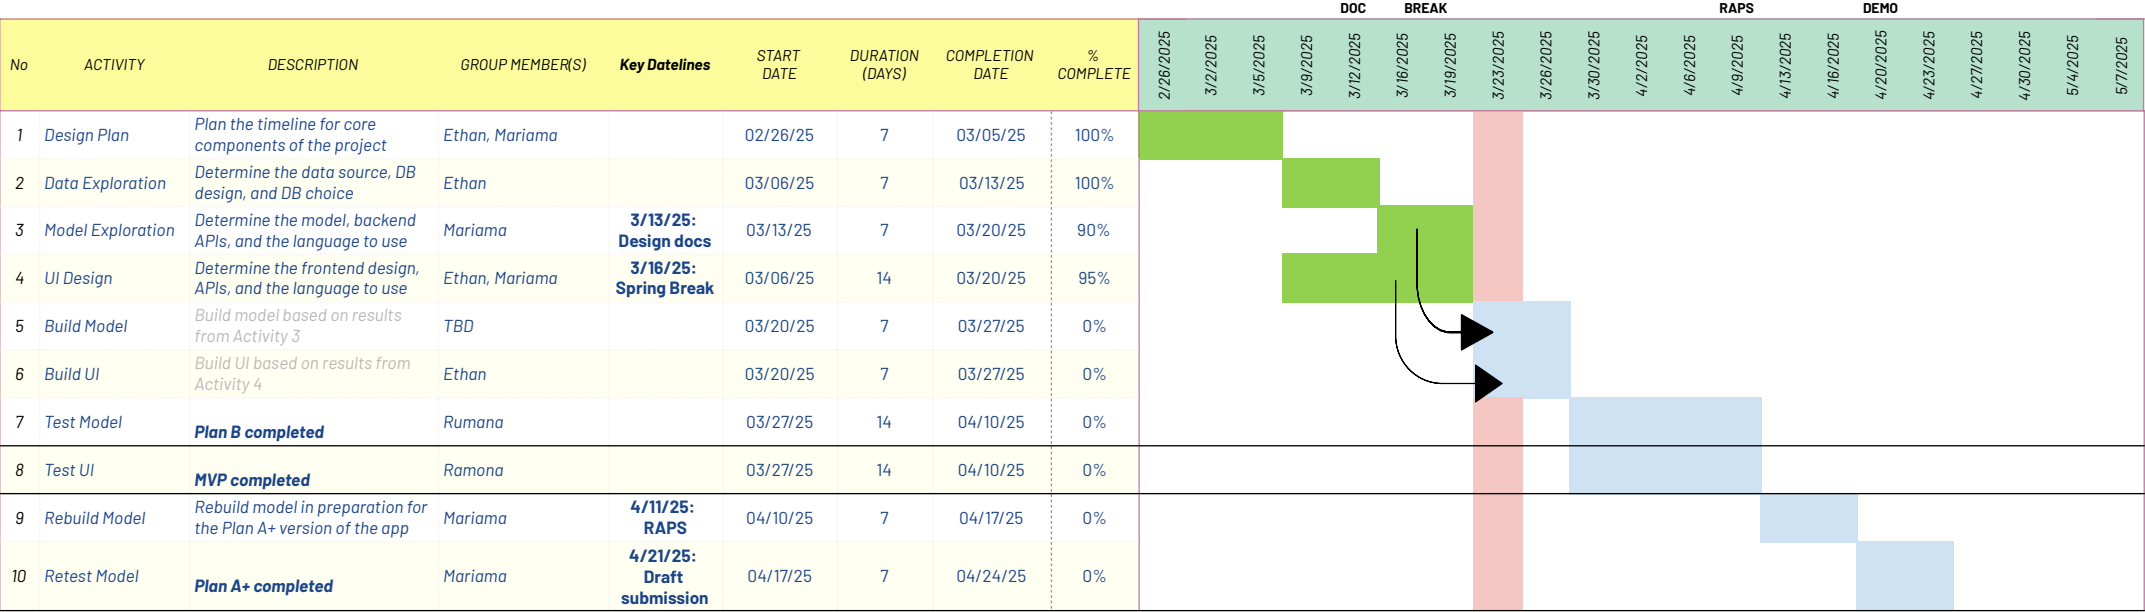 DOC BREAK RAPS DEMO
No ACTIVITY DESCRIPTION GROUP MEMBER(S) Key Datelines START DATE DURATION (DAYS) COMPLETION DATE % COMPLETE 2/26/2025 3/2/2025 3/5/2025 3/9/2025 3/12/2025 3/16/2025 3/19/2025 3/23/2025 3/26/2025 3/30/2025 4/2/2025 4/6/2025 4/9/2025 4/13/2025 4/16/2025 4/20/2025 4/23/2025 4/27/2025 4/30/2025 5/4/2025 5/7/2025
1 Design Plan Plan the timeline for core components of the project Ethan, Mariama 02/26/25 7 03/05/25 100%
2 Data Exploration Determine the data source, DB design, and DB choice Ethan 03/06/25 7 03/13/25 100%
3 Model Exploration Determine the model, backend APIs, and the language to use Mariama 3/13/25: Design docs 03/13/25 7 03/20/25 90%
4 UI Design Determine the frontend design, APIs, and the language to use Ethan, Mariama 3/16/25: Spring Break 03/06/25 14 03/20/25 95%
5 Build Model Build model based on results from Activity 3 TBD 03/20/25 7 03/27/25 0%
6 Build UI Build UI based on results from Activity 4 Ethan 03/20/25 7 03/27/25 0%
7 Test Model Plan B completed Rumana 03/27/25 14 04/10/25 0%
8 Test UI MVP completed Ramona 03/27/25 14 04/10/25 0%
9 Rebuild Model Rebuild model in preparation for the Plan A+ version of the app Mariama 4/11/25: RAPS 04/10/25 7 04/17/25 0%
10 Retest Model Plan A+ completed Mariama 4/21/25: Draft submission 04/17/25 7 04/24/25 0%